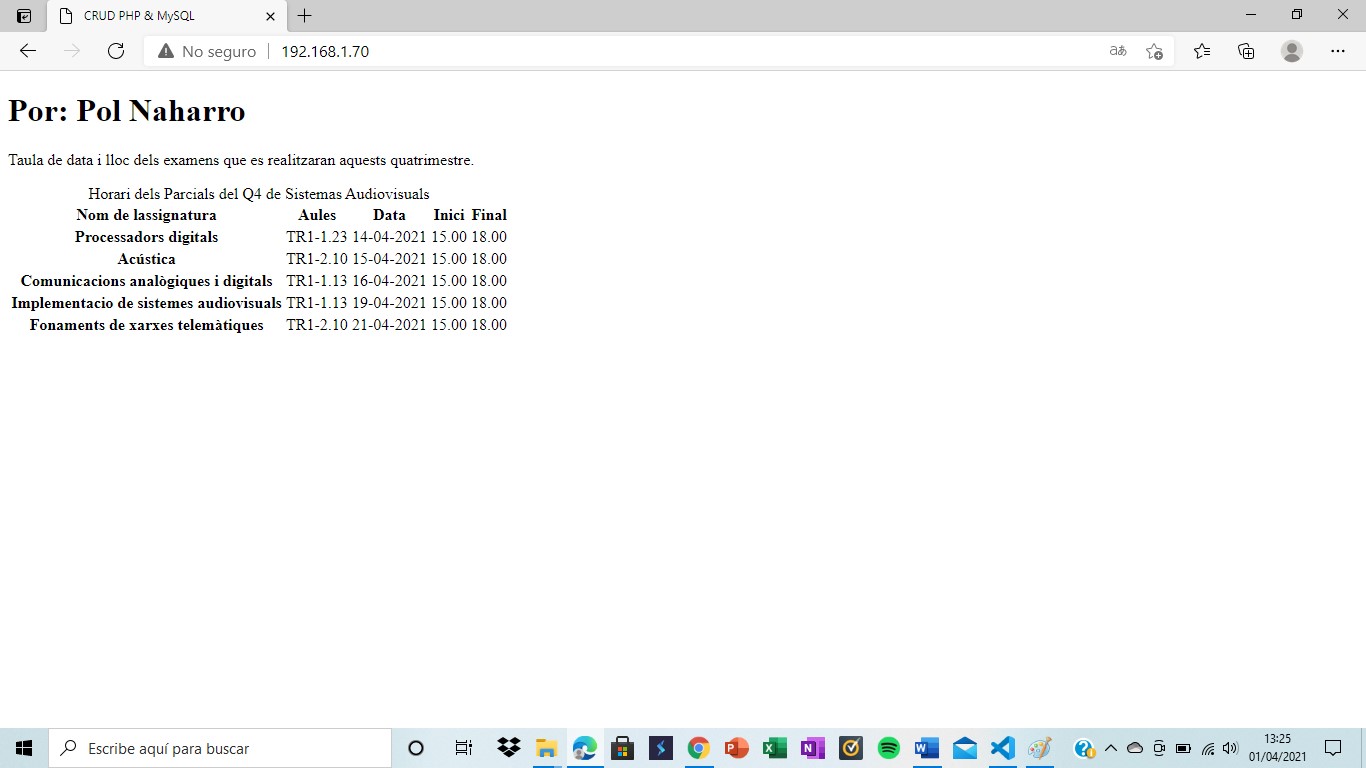 CRUD PHP & MySQL
No seguro 192.168.1.70
Por: Pol Naharro
Taula de data i lloc dels examens que es realitzaran aquests quatrimestre.
Horari dels Parcials del Q4 de Sistemas Audiovisuals
Nom de lassignatura Aules Data Inici Final
Processadors digitals TR1-1.23 14-04-2021 15.00 18.00
Acústica TR1-2.10 15-04-2021 15.00 18.00
Comunicacions analògiques i digitals TR1-1.13 16-04-2021 15.00 18.00
Implementacio de sistemes audiovisuals TR1-1.13 19-04-2021 15.00 18.00
Fonaments de xarxes telemàtiques TR1-2.10 21-04-2021 15.00 18.00
Escribe aquí para buscar
13:25
01/04/2021